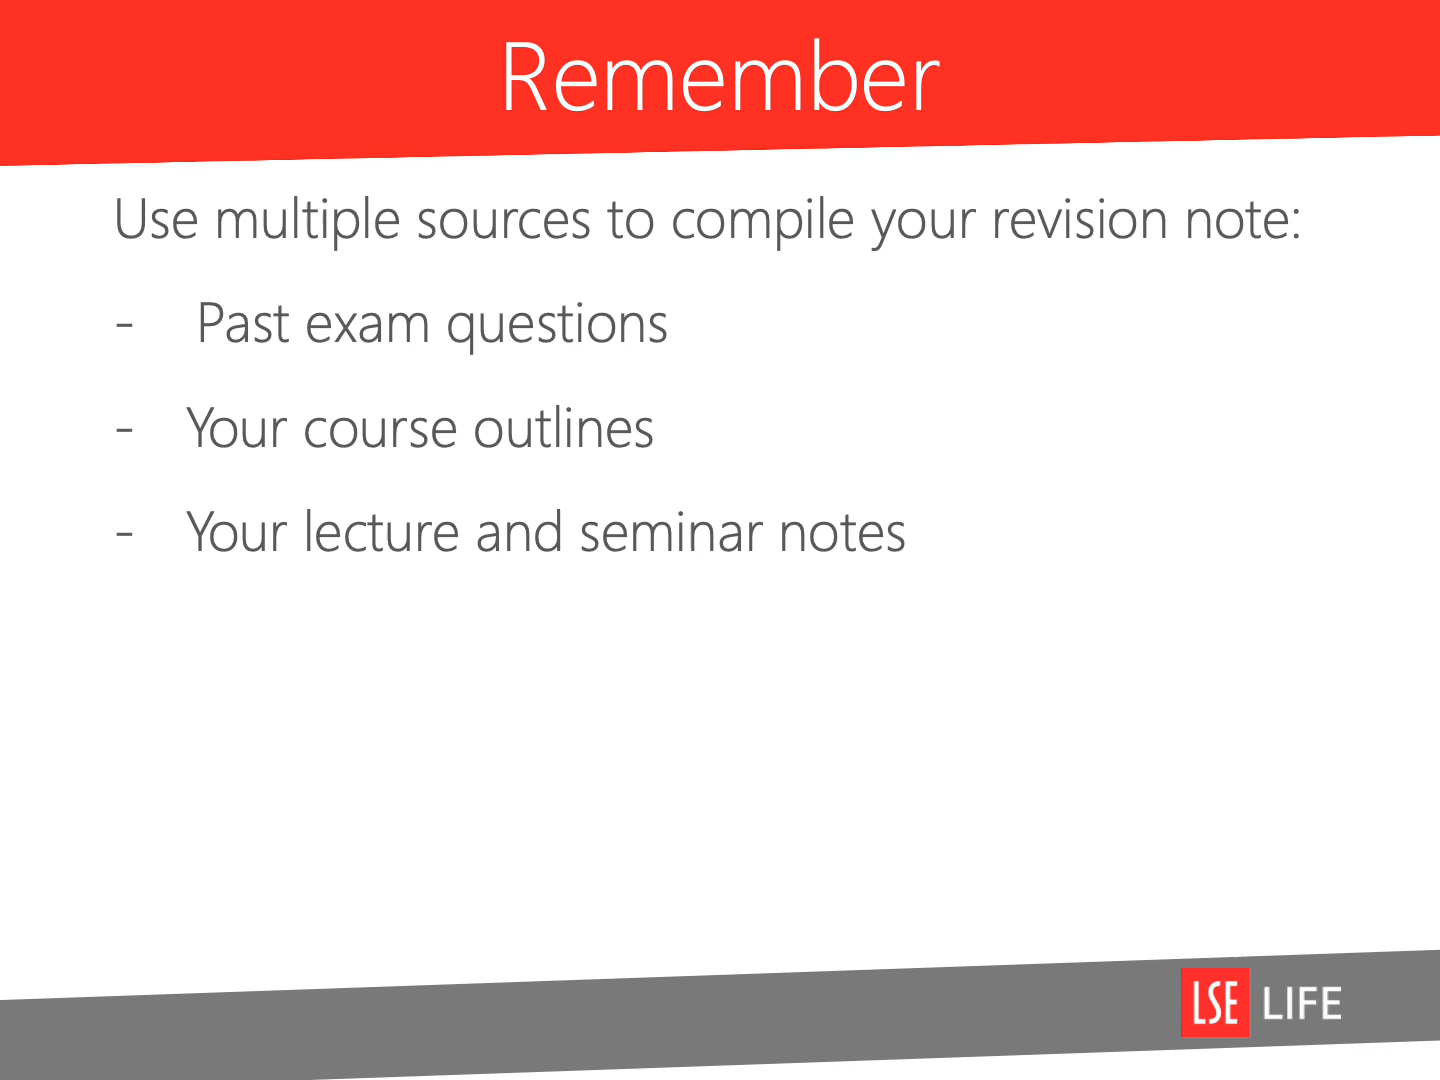 Remember
Use multiple sources to compile your revision note:
- Past exam questions
- Your course outlines
- Your lecture and seminar notes
LSE LIFE